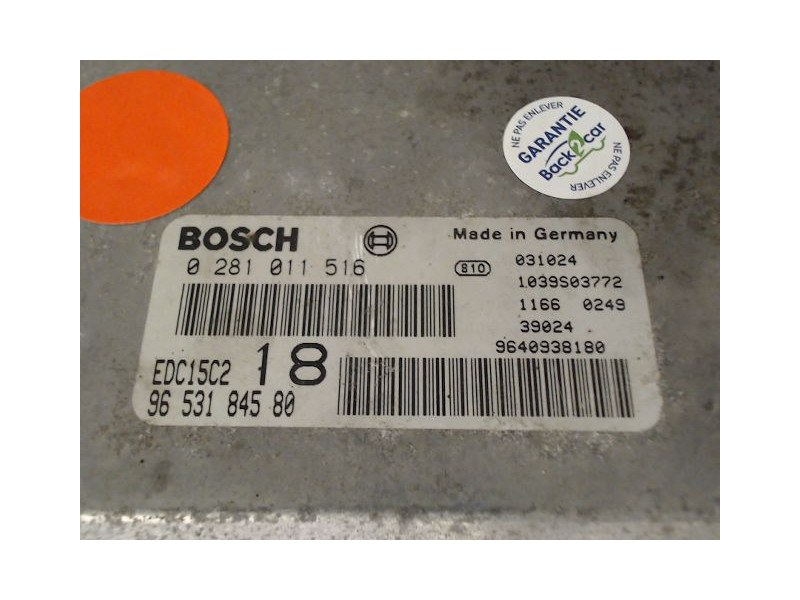 NE PAS ENLEVER
GARANTIE
Back2car
NE PAS ENLEVER
BOSCH
Made in Germany
0 281 011 516
810
031024
1039S03772
1166 0249
39024
9640938180
EDC15C2 18
96 531 845 80